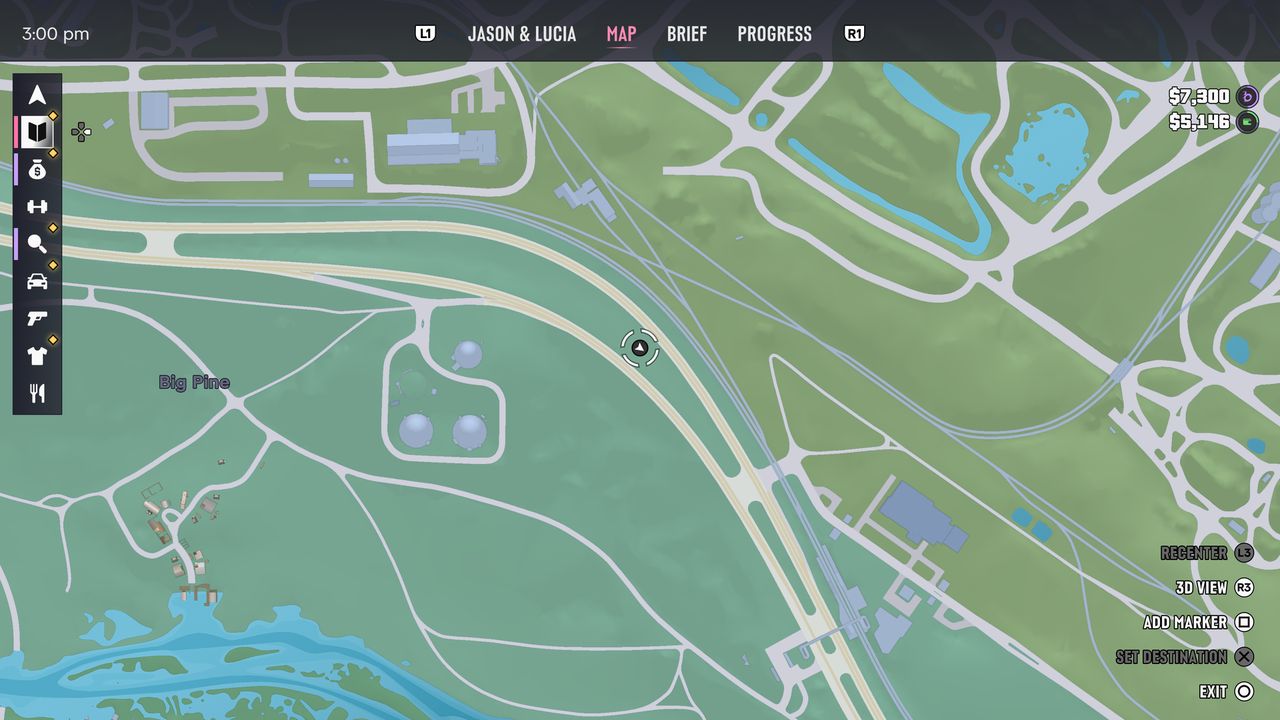 3:00 pm
L1 JASON & LUCIA MAP BRIEF PROGRESS R1
$7,300
$5,146
Big Pine
RECENTER L3
3D VIEW R3
ADD MARKER
SET DESTINATION
EXIT